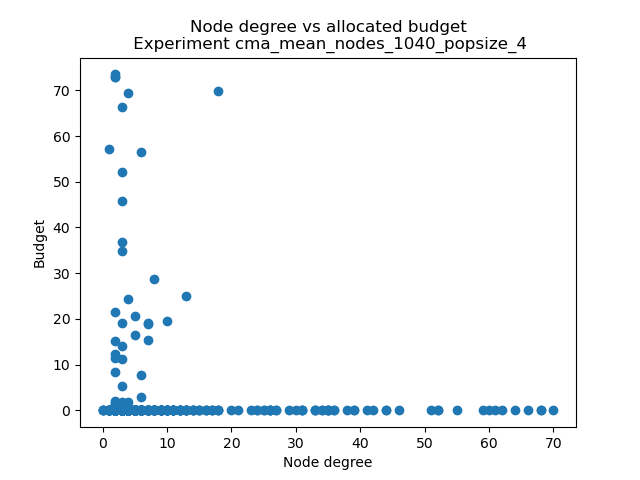 Node degree vs allocated budget
Experiment cma_mean_nodes_1040_popsize_4
70
60
50
40
30
20
10
0
Budget
0 10 20 30 40 50 60 70
Node degree